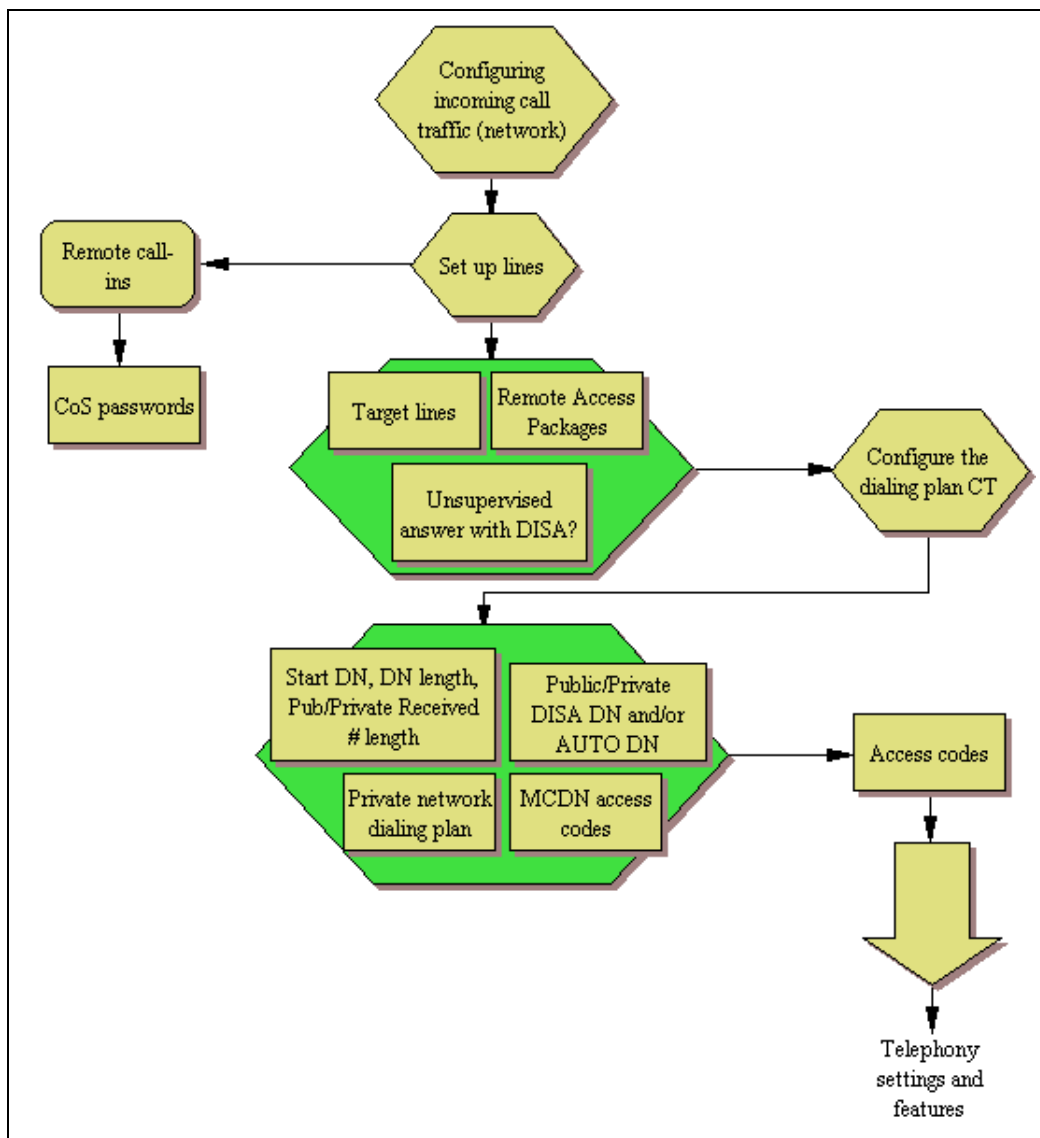 Configuring
incoming call
traffic (network)
Set up lines
Remote call-
ins
CoS passwords
Target lines
Remote Access
Packages
Unsupervised
answer with DISA?
Configure the
dialing plan CT
Start DN, DN length,
Pub/Private Received
# length
Public/Private
DISA DN and/or
AUTO DN
Private network
dialing plan
MCDN access
codes
Access codes
Telephony
settings and
features